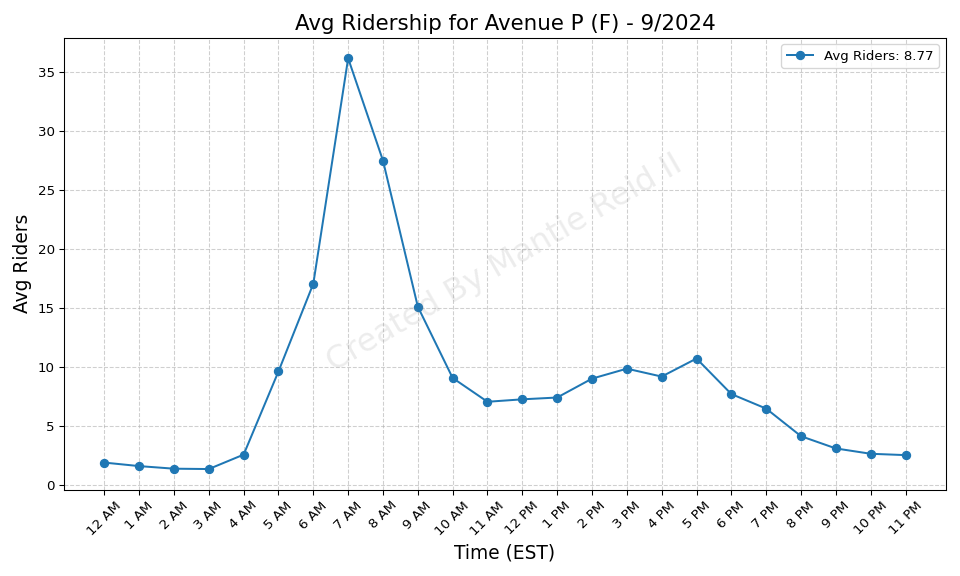 Avg Ridership for Avenue P (F) - 9/2024
Avg Riders: 8.77
Avg Riders
35
30
25
20
15
10
5
0
Created By Mantie Reid II
12 AM
1 AM
2 AM
3 AM
4 AM
5 AM
6 AM
7 AM
8 AM
9 AM
10 AM
11 AM
12 PM
1 PM
2 PM
3 PM
4 PM
5 PM
6 PM
7 PM
8 PM
9 PM
10 PM
11 PM
Time (EST)